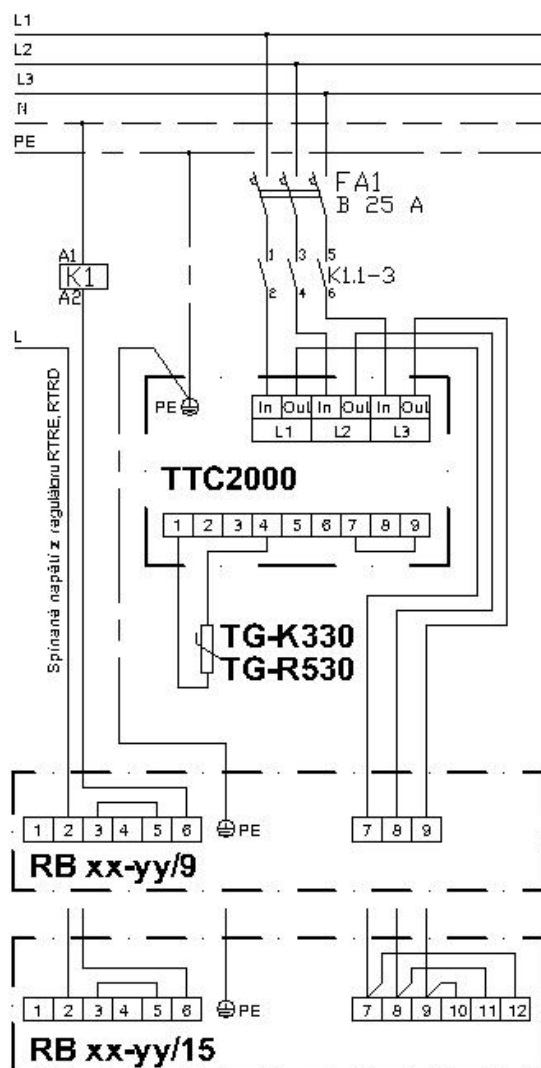 L1
L2
L3
N
PE
FA1
B 25 A
A1
K1
A2
1 3 5
K1.1-3
2 4 6
L
PE
In Out In Out In Out
L1 L2 L3
TTC2000
1 2 3 4 5 6 7 8 9
Spínané napětí z regulátoru RTRE, RTRD
TG-K330
TG-R530
1 2 3 4 5 6 PE 7 8 9
RB xx-yy/9
1 2 3 4 5 6 PE 7 8 9 10 11 12
RB xx-yy/15